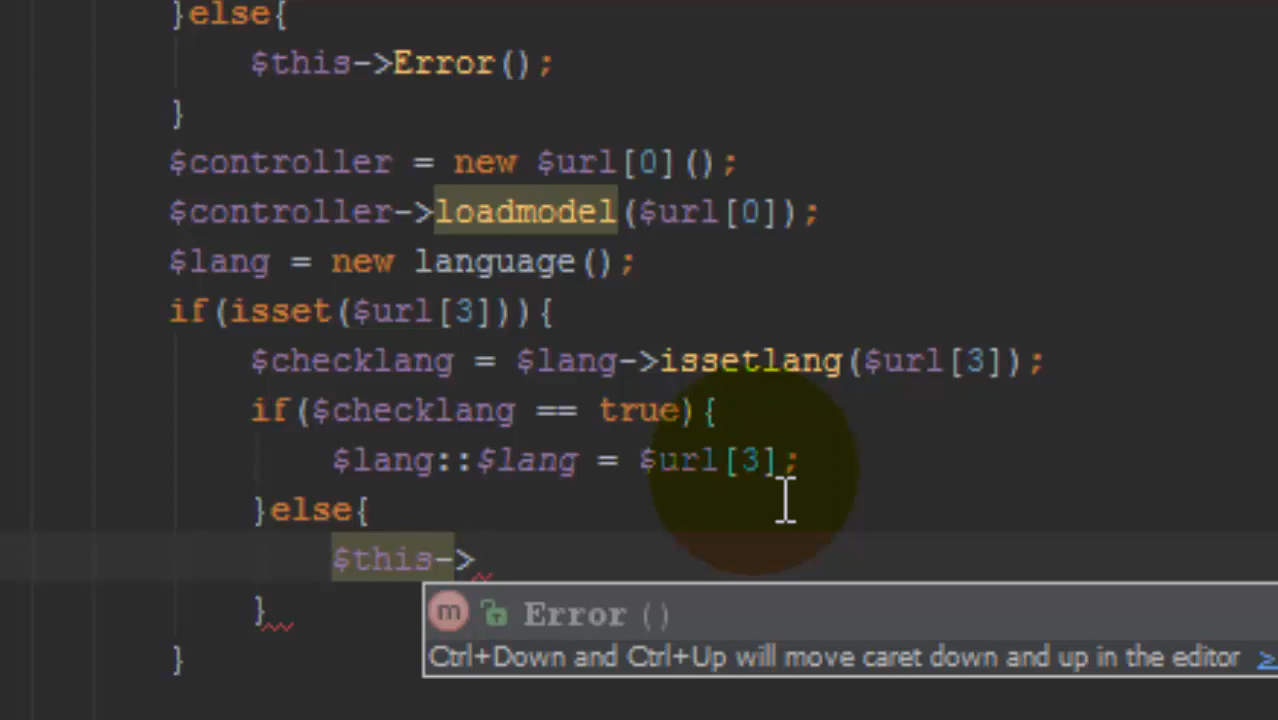 }else{
$this->Error();
}
$controller = new $url[0]();
$controller->loadmodel($url[0]);
$lang = new language();
if(isset($url[3])){
$checklang = $lang->issetlang($url[3]);
if($checklang == true){
$lang::$lang = $url[3];
}else{
$this->
m Error ()
Ctrl+Down and Ctrl+Up will move caret down and up in the editor >
}
}